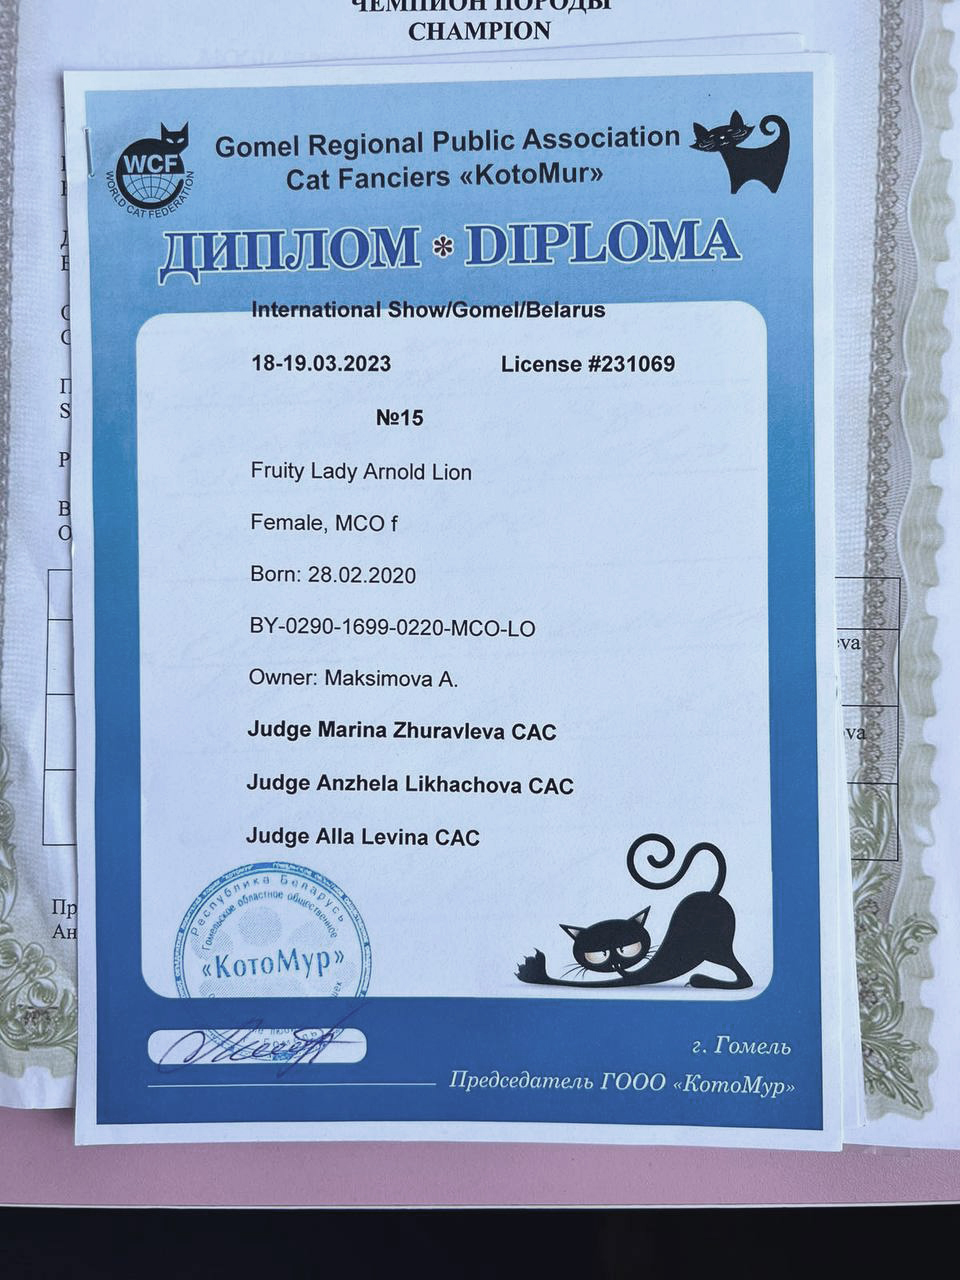 ЧЕМПИОН ПОРОДЫ
CHAMPION
WCF
WORLD CAT FEDERATION
Gomel Regional Public Association
Cat Fanciers «KotoMur»
ДИПЛОМ * DIPLOMA
International Show/Gomel/Belarus
18-19.03.2023 License #231069
№15
Fruity Lady Arnold Lion
Female, MCO f
Born: 28.02.2020
BY-0290-1699-0220-MCO-LO
Owner: Maksimova A.
Judge Marina Zhuravleva CAC
Judge Anzhela Likhachova CAC
Judge Alla Levina CAC
Республика Беларусь
Гомельское областное общественное
«КотоМур»
г. Гомель
Председатель ГООО «КотоМур»